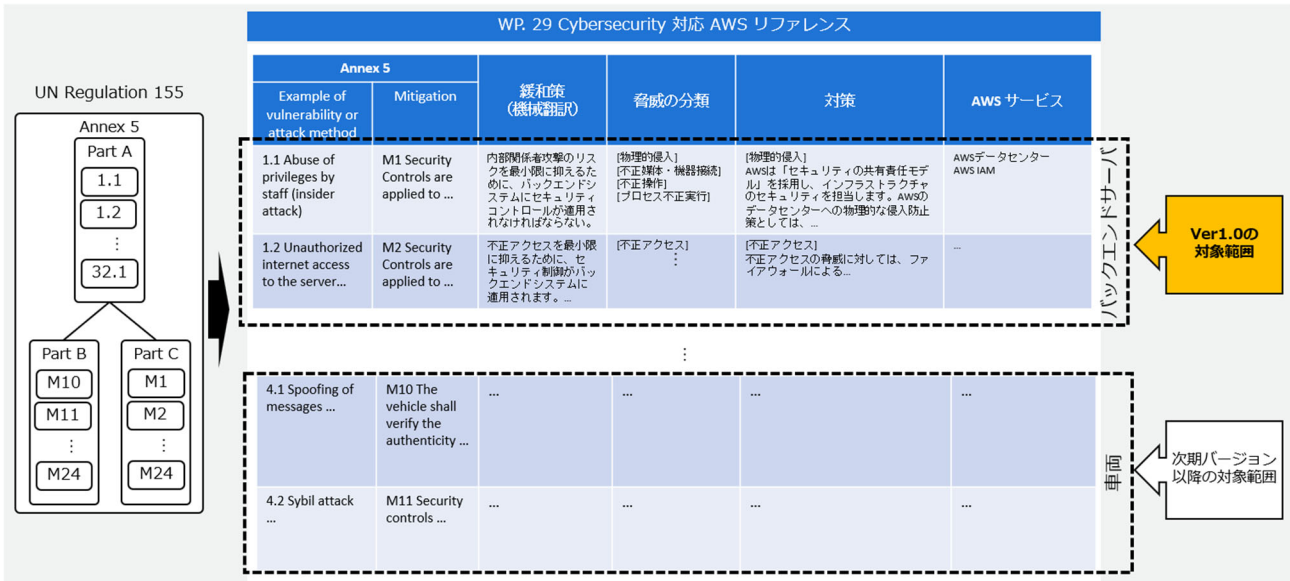 WP. 29 Cybersecurity 対応 AWS リファレンス
UN Regulation 155
Annex 5
Part A
1.1
1.2
⋮
32.1
Part B
M10
M11
⋮
M24
Part C
M1
M2
⋮
M24
Annex 5
Example of
vulnerability or
attack method
Mitigation
緩和策
(機械翻訳)
脅威の分類
対策
AWS サービス
1.1 Abuse of
privileges by
staff (insider
attack)
M1 Security
Controls are
applied to ...
内部関係者攻撃のリス
クを最小限に抑えるた
めに、バックエンドシ
ステムにセキュリティ
コントロールが適用さ
れなければならない。
[物理的侵入]
[不正媒体・機器接続]
[不正操作]
[プロセス不正実行]
[物理的侵入]
AWSは「セキュリティの共有責任モデ
ル」を採用し、インフラストラクチャ
のセキュリティを担当します。AWSの
データセンターへの物理的な侵入防止
策としては、...
AWSデータセンター
AWS IAM
1.2 Unauthorized
internet access
to the server...
M2 Security
Controls are
applied to ...
不正アクセスを最小限
に抑えるために、セ
キュリティ制御がバッ
クエンドシステムに
適用されます。...
[不正アクセス]
⋮
[不正アクセス]
不正アクセスの脅威に対しては、ファ
イアウォールによる...
...
バックエンドサーバ
Ver1.0の
対象範囲
⋮
4.1 Spoofing of
messages ...
M10 The
vehicle shall
verify the
authenticity ...
...
...
...
...
4.2 Sybil attack
...
M11 Security
controls ...
...
...
...
...
車両
次期バージョン
以降の対象範囲